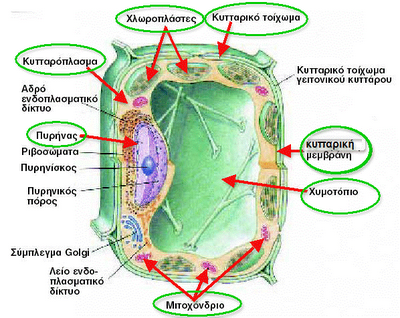 Χλωροπλάστες
Κυτταρικό τοίχωμα
Κυτταρόπλασμα
Κυτταρικό τοίχωμα
γειτονικού κυττάρου
Αδρό
ενδοπλασματικό
δίκτυο
Πυρήνας
Ριβοσώματα
Πυρηνίσκος
Πυρηνικός
πόρος
κυτταρική
μεμβράνη
Χυμοτόπιο
Σύμπλεγμα Golgi
Λείο ενδο-
πλασματικό
δίκτυο
Μιτοχόνδριο